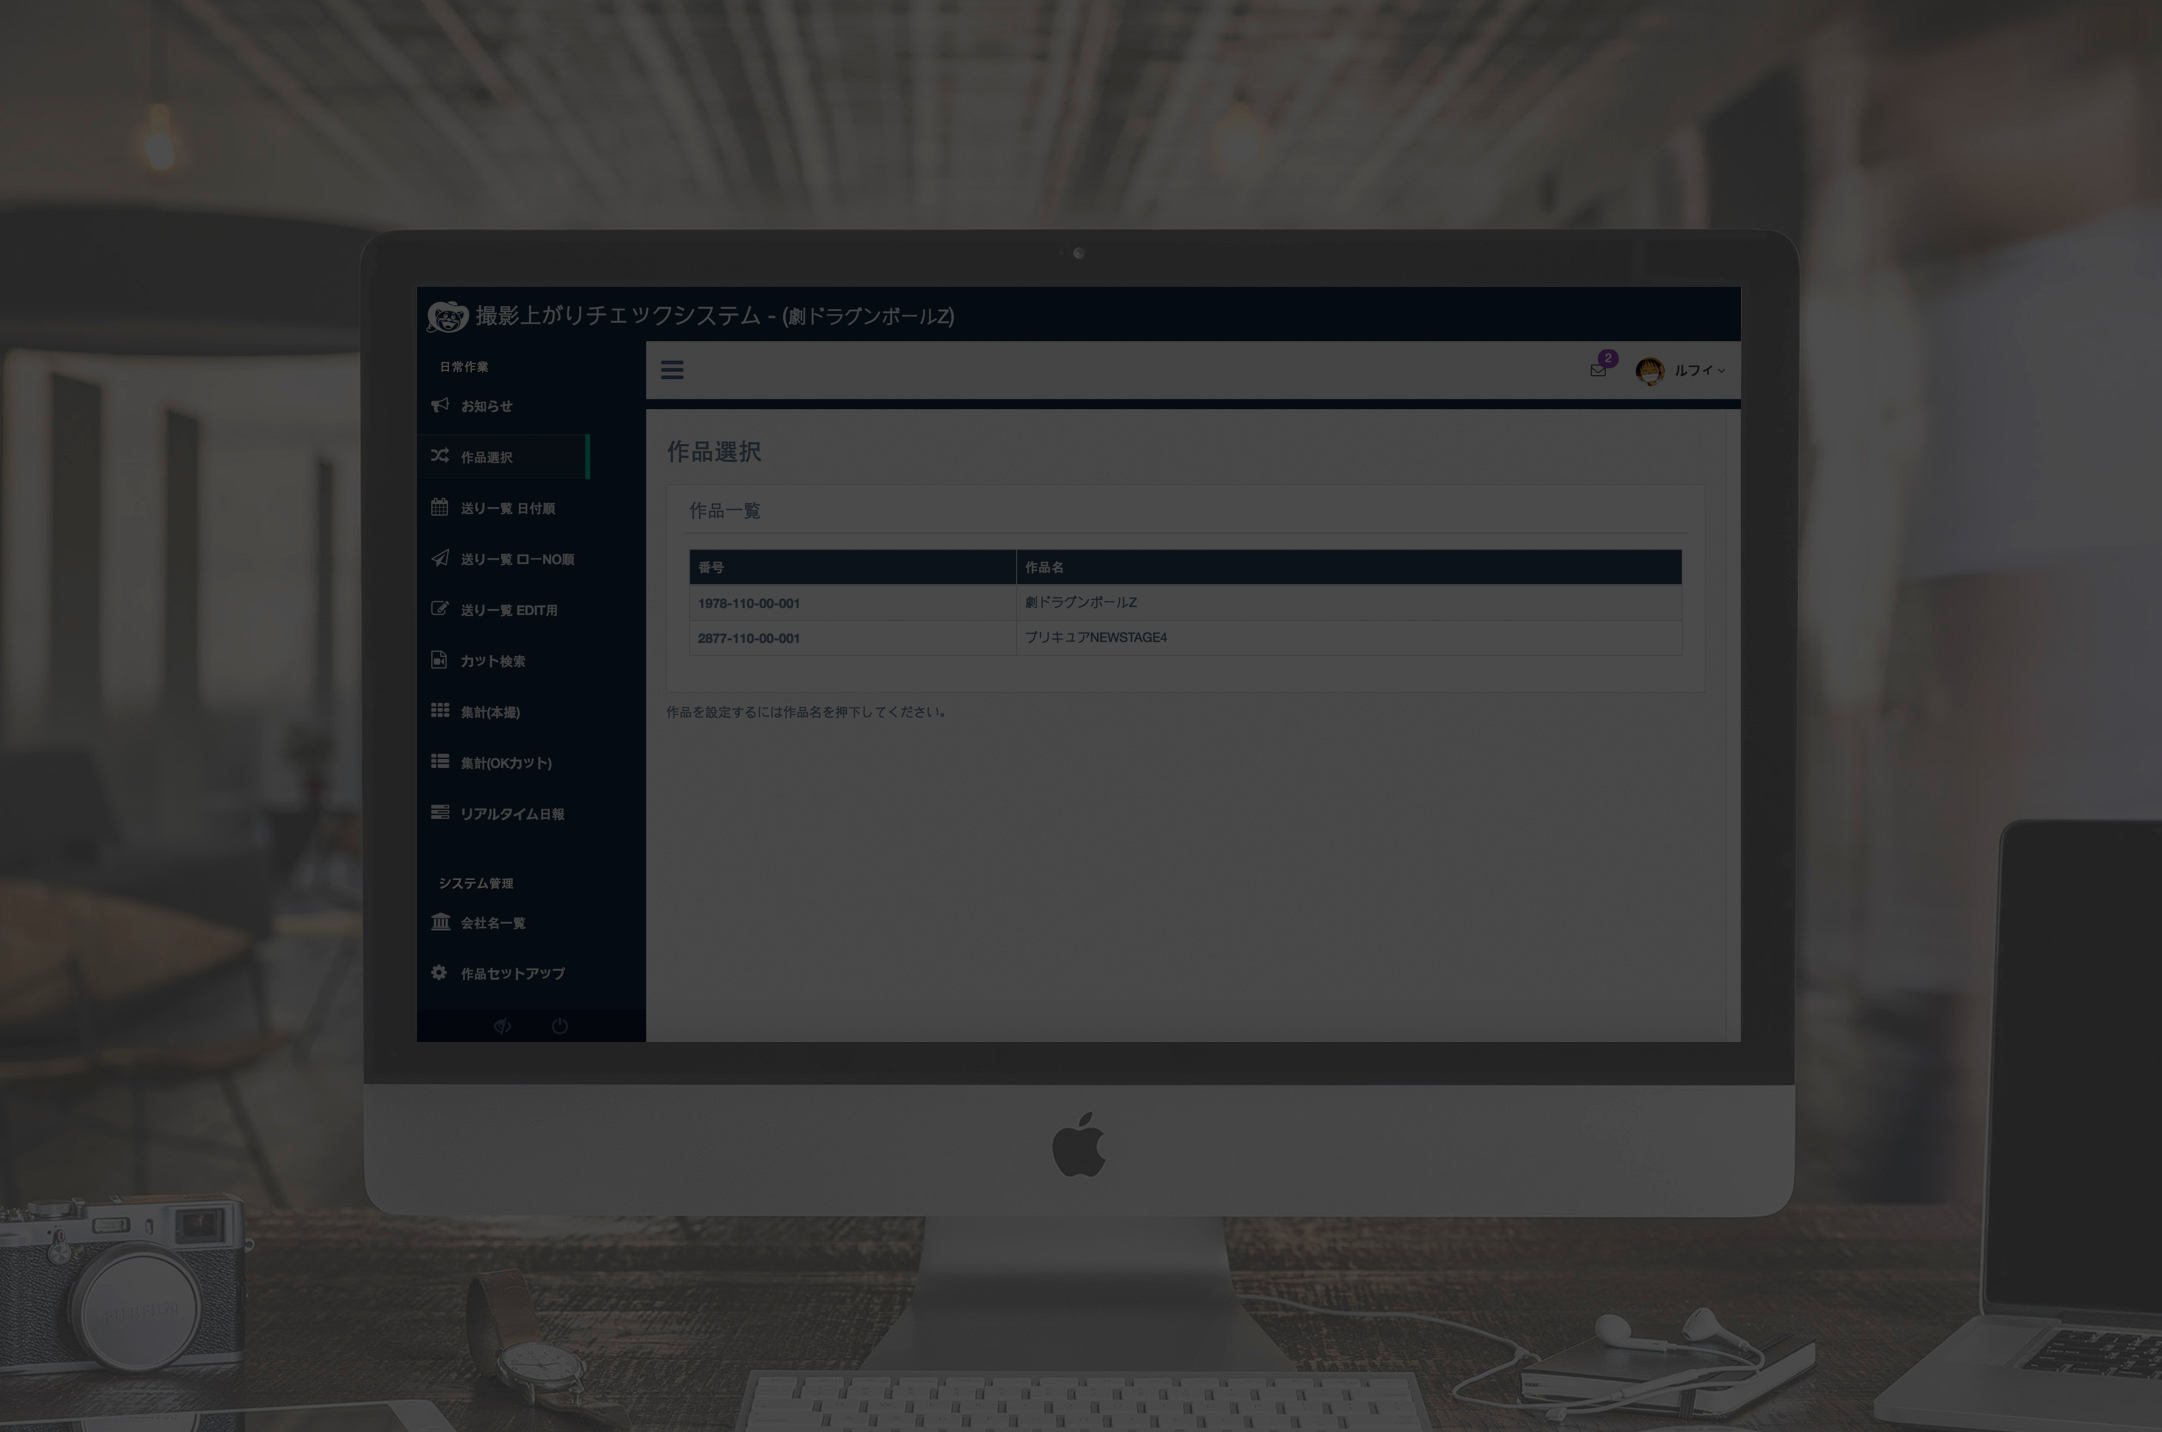 撮影上がりチェックシステム - (劇ドラグンボールZ)
日常作業
お知らせ
作品選択
送り一覧 日付順
送り一覧 ローNO順
送り一覧 EDIT用
カット検索
集計(本撮)
集計(OKカット)
リアルタイム日報
システム管理
会社名一覧
作品セットアップ
2
ルフィ
作品選択
作品一覧
番号 作品名
1978-110-00-001 劇ドラグンボールZ
2877-110-00-001 プリキュアNEWSTAGE4
作品を設定するには作品名を押下してください。
FUJIFILM